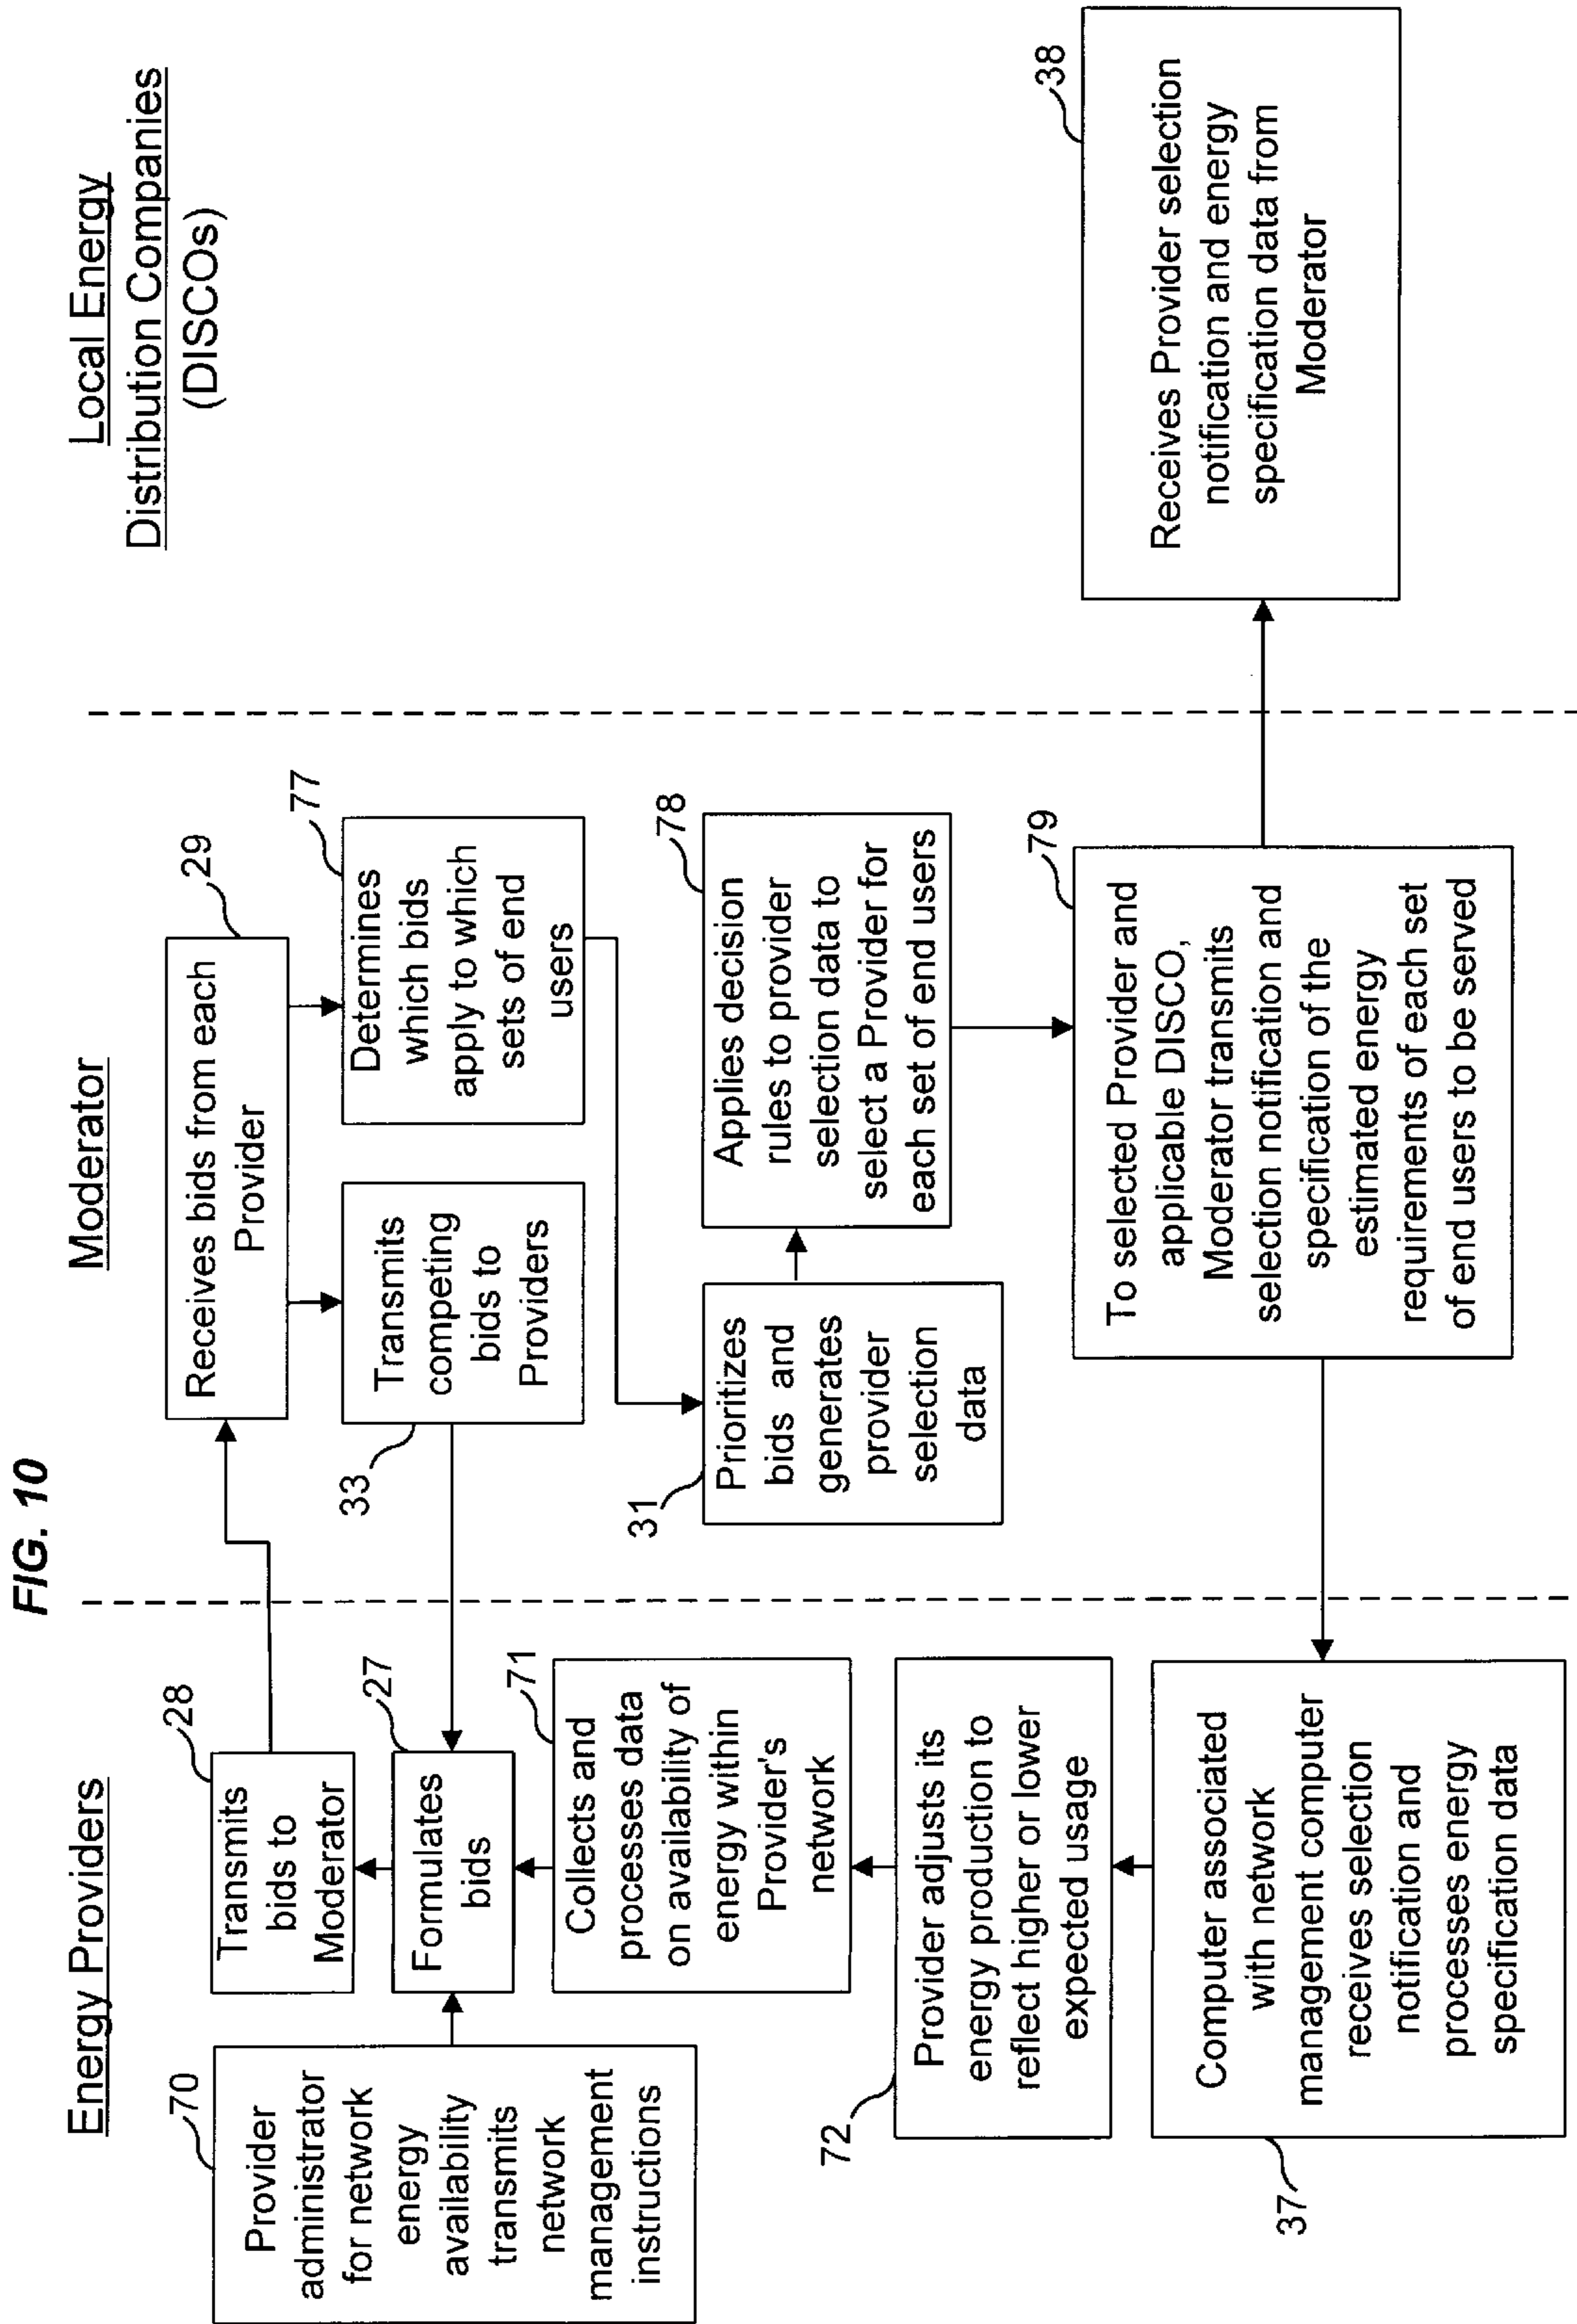 FIG. 10
Energy Providers
70
Provider
administrator
for network
energy
availability
transmits
network
management
instructions
28
Transmits
bids to
Moderator
27
Formulates
bids
71
Collects and
processes data
on availability of
energy within
Provider's
network
72
Provider adjusts its
energy production to
reflect higher or lower
expected usage
37
Computer associated
with network
management computer
receives selection
notification and
processes energy
specification data
Moderator
29
Receives bids from each
Provider
33
Transmits
competing
bids to
Providers
77
Determines
which bids
apply to which
sets of end
users
31
Prioritizes
bids and
generates
provider
selection
data
78
Applies decision
rules to provider
selection data to
select a Provider for
each set of end users
79
To selected Provider and
applicable DISCO,
Moderator transmits
selection notification and
specification of the
estimated energy
requirements of each set
of end users to be served
Local Energy
Distribution Companies
(DISCOs)
38
Receives Provider selection
notification and energy
specification data from
Moderator